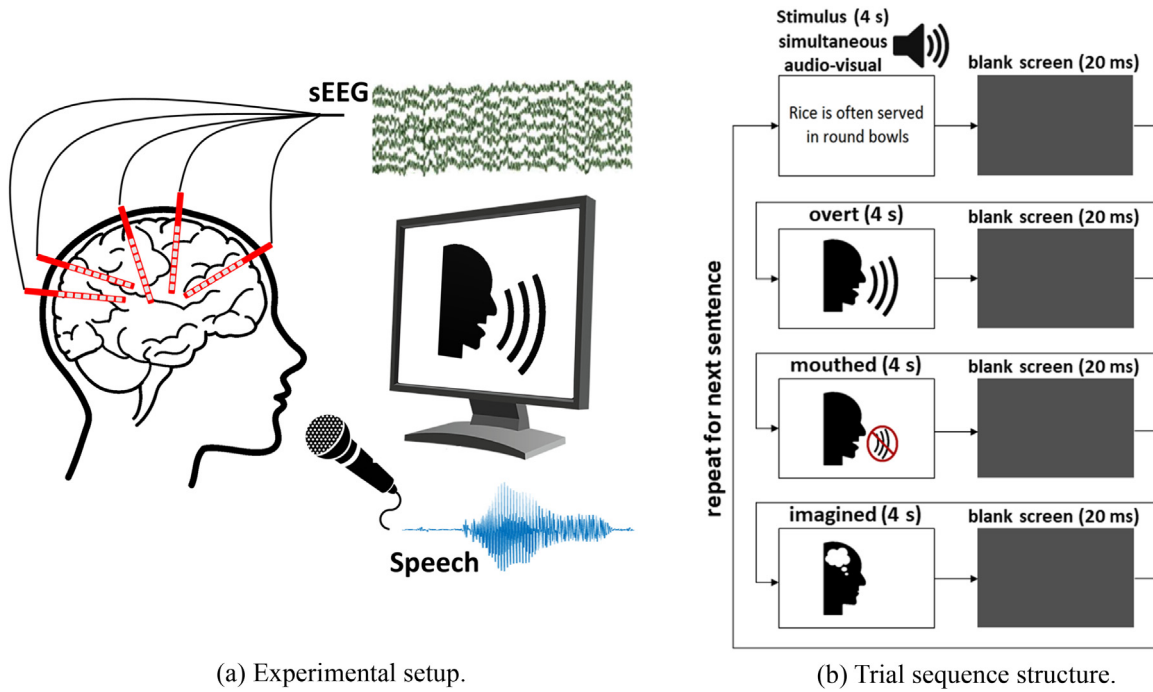 sEEG
Speech
(a) Experimental setup.
Stimulus (4 s)
simultaneous
audio-visual
blank screen (20 ms)
Rice is often served
in round bowls
overt (4 s)
blank screen (20 ms)
mouthed (4 s)
blank screen (20 ms)
imagined (4 s)
blank screen (20 ms)
repeat for next sentence
(b) Trial sequence structure.